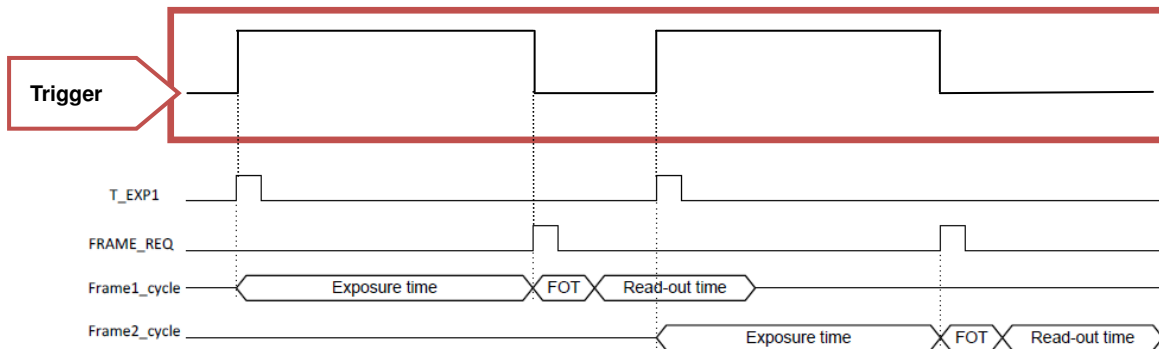 Trigger
T_EXP1
FRAME_REQ
Frame1_cycle
Exposure time
FOT
Read-out time
Frame2_cycle
Exposure time
FOT
Read-out time